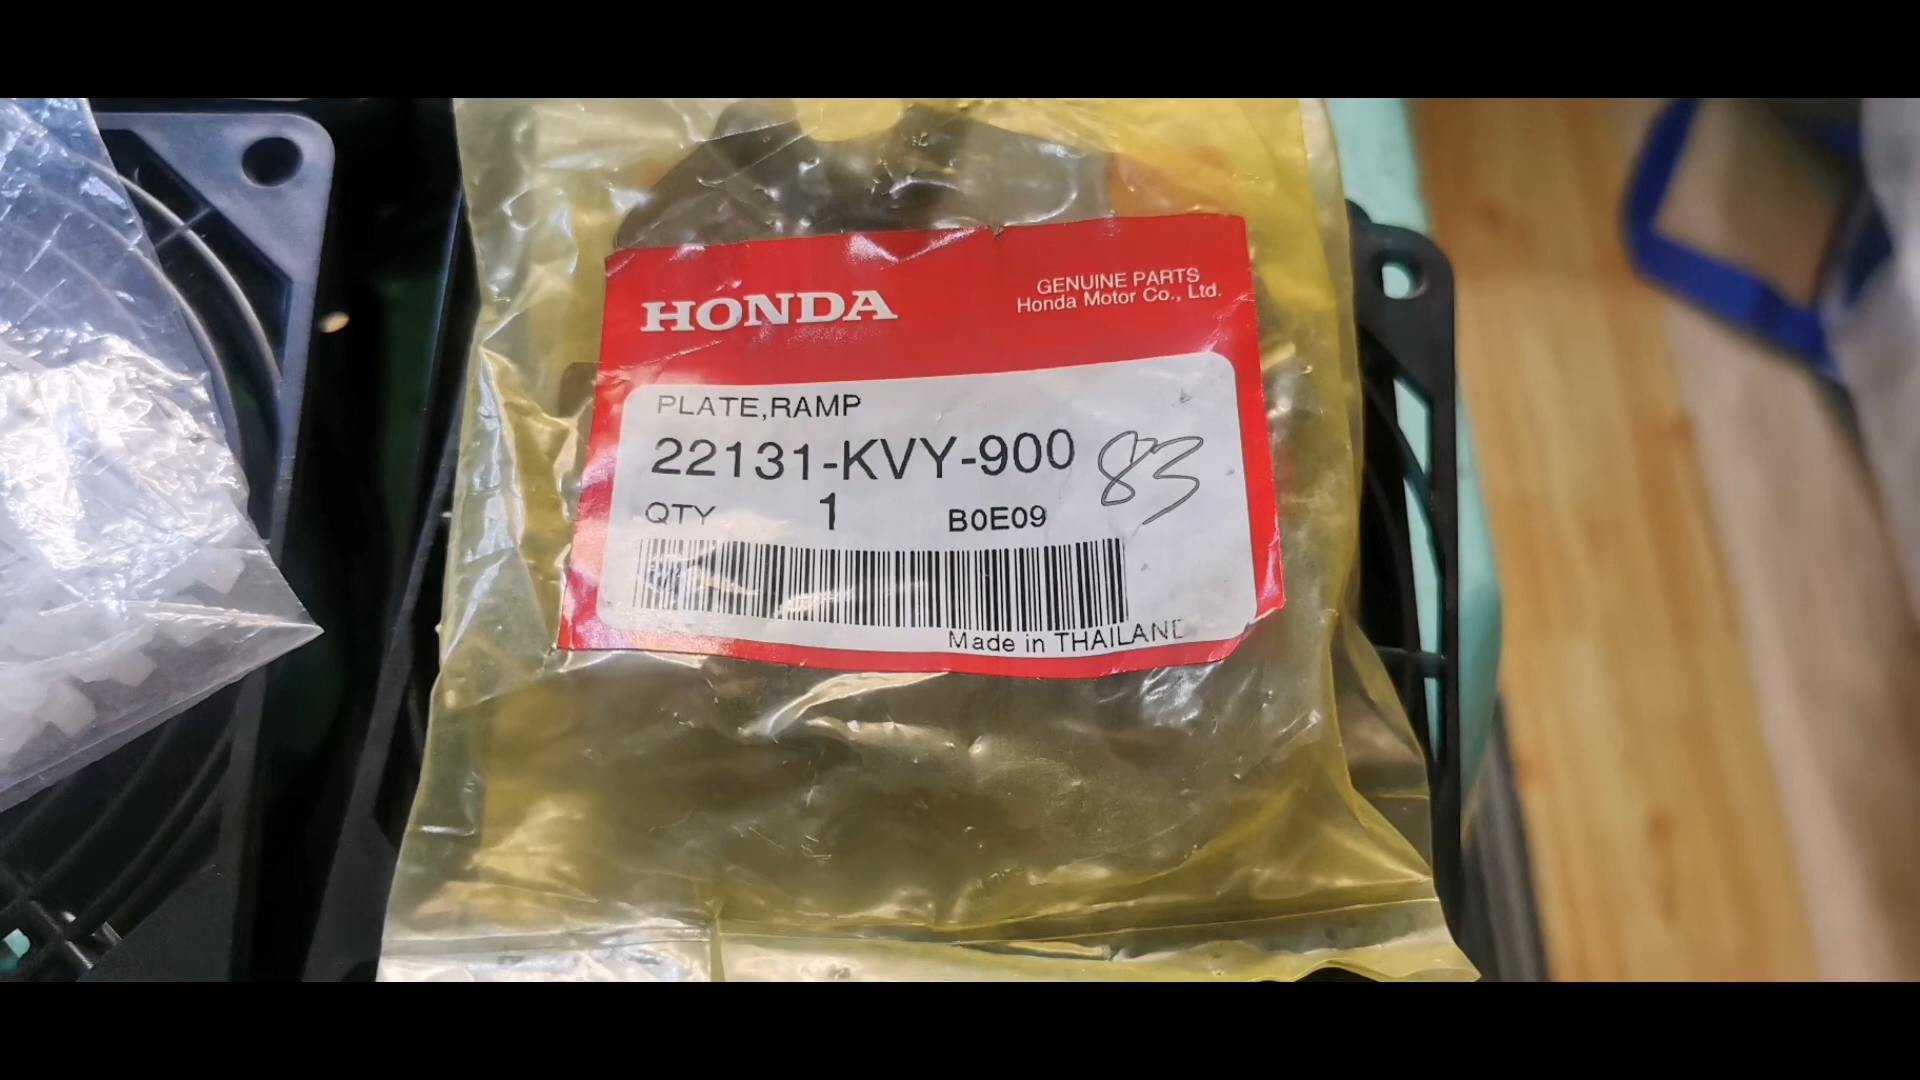 HONDA
GENUINE PARTS
Honda Motor Co., Ltd.
PLATE,RAMP
22131-KVY-900
83
QTY 1 B0E09
Made in THAILAND